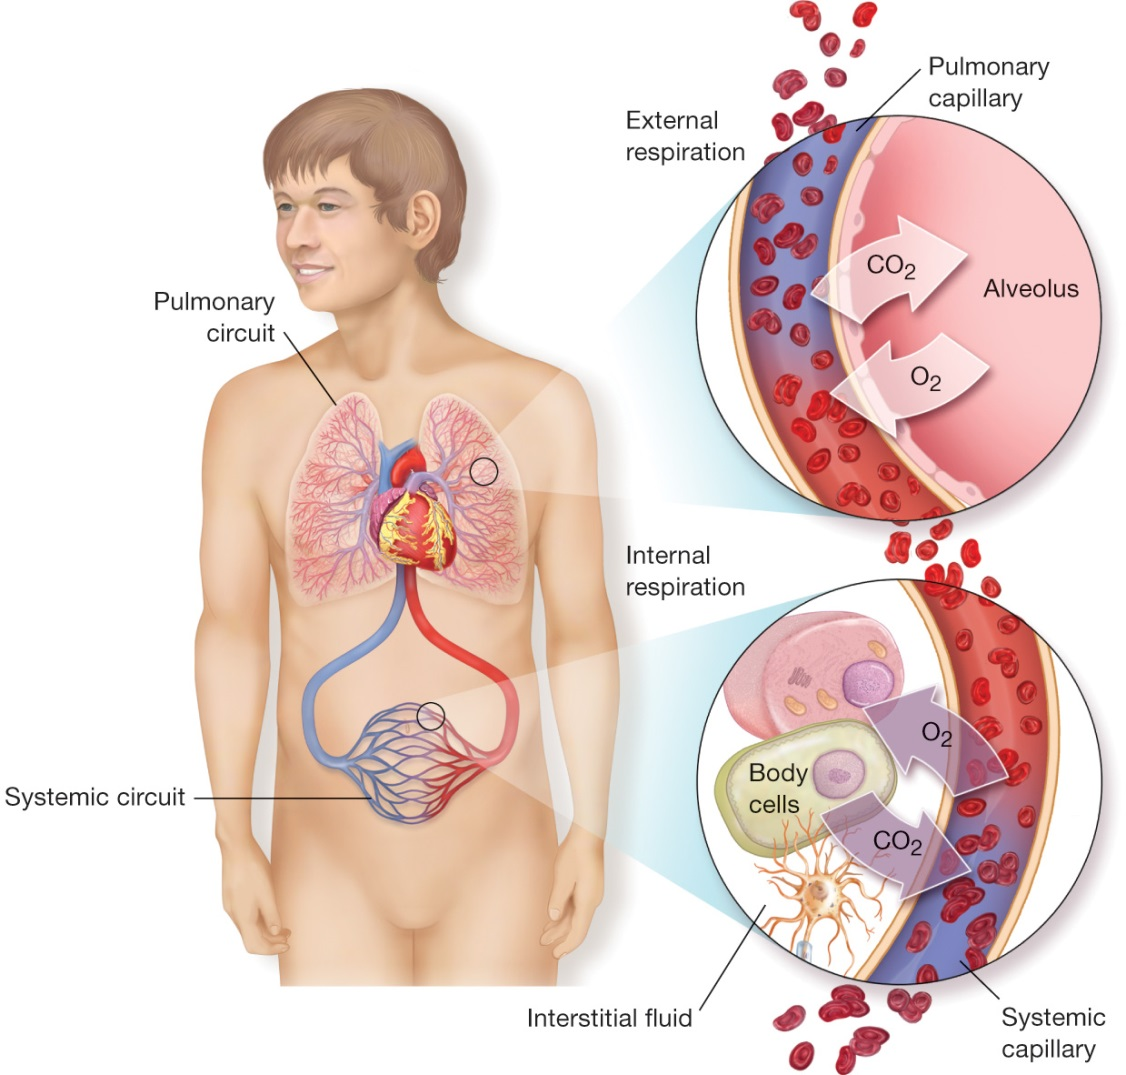 Pulmonary
capillary
External
respiration
CO2
Alveolus
O2
Pulmonary
circuit
Internal
respiration
O2
Body
cells
CO2
Systemic circuit
Interstitial fluid
Systemic
capillary